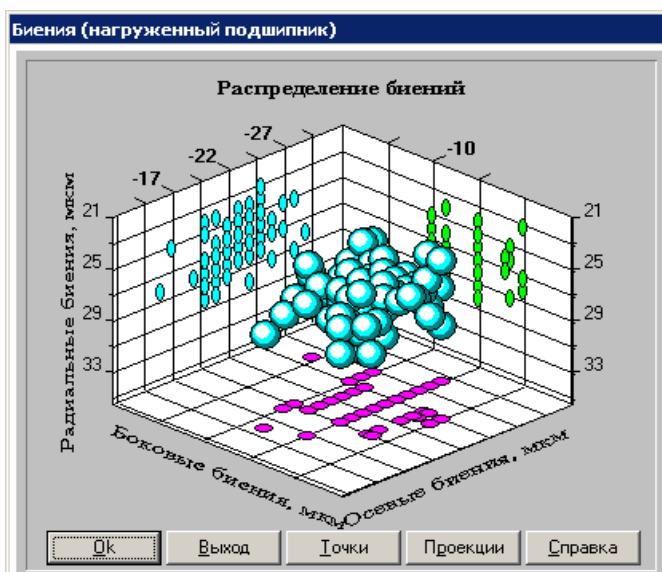 Биения (нагруженный подшипник)
Распределение биений
-27
-22
-17
-10
21
25
29
33
21
25
29
33
Радиальные биения, мкм
Боковые биения, мкм
Осевые биения, мкм
Ok
Выход
Точки
Проекции
Справка